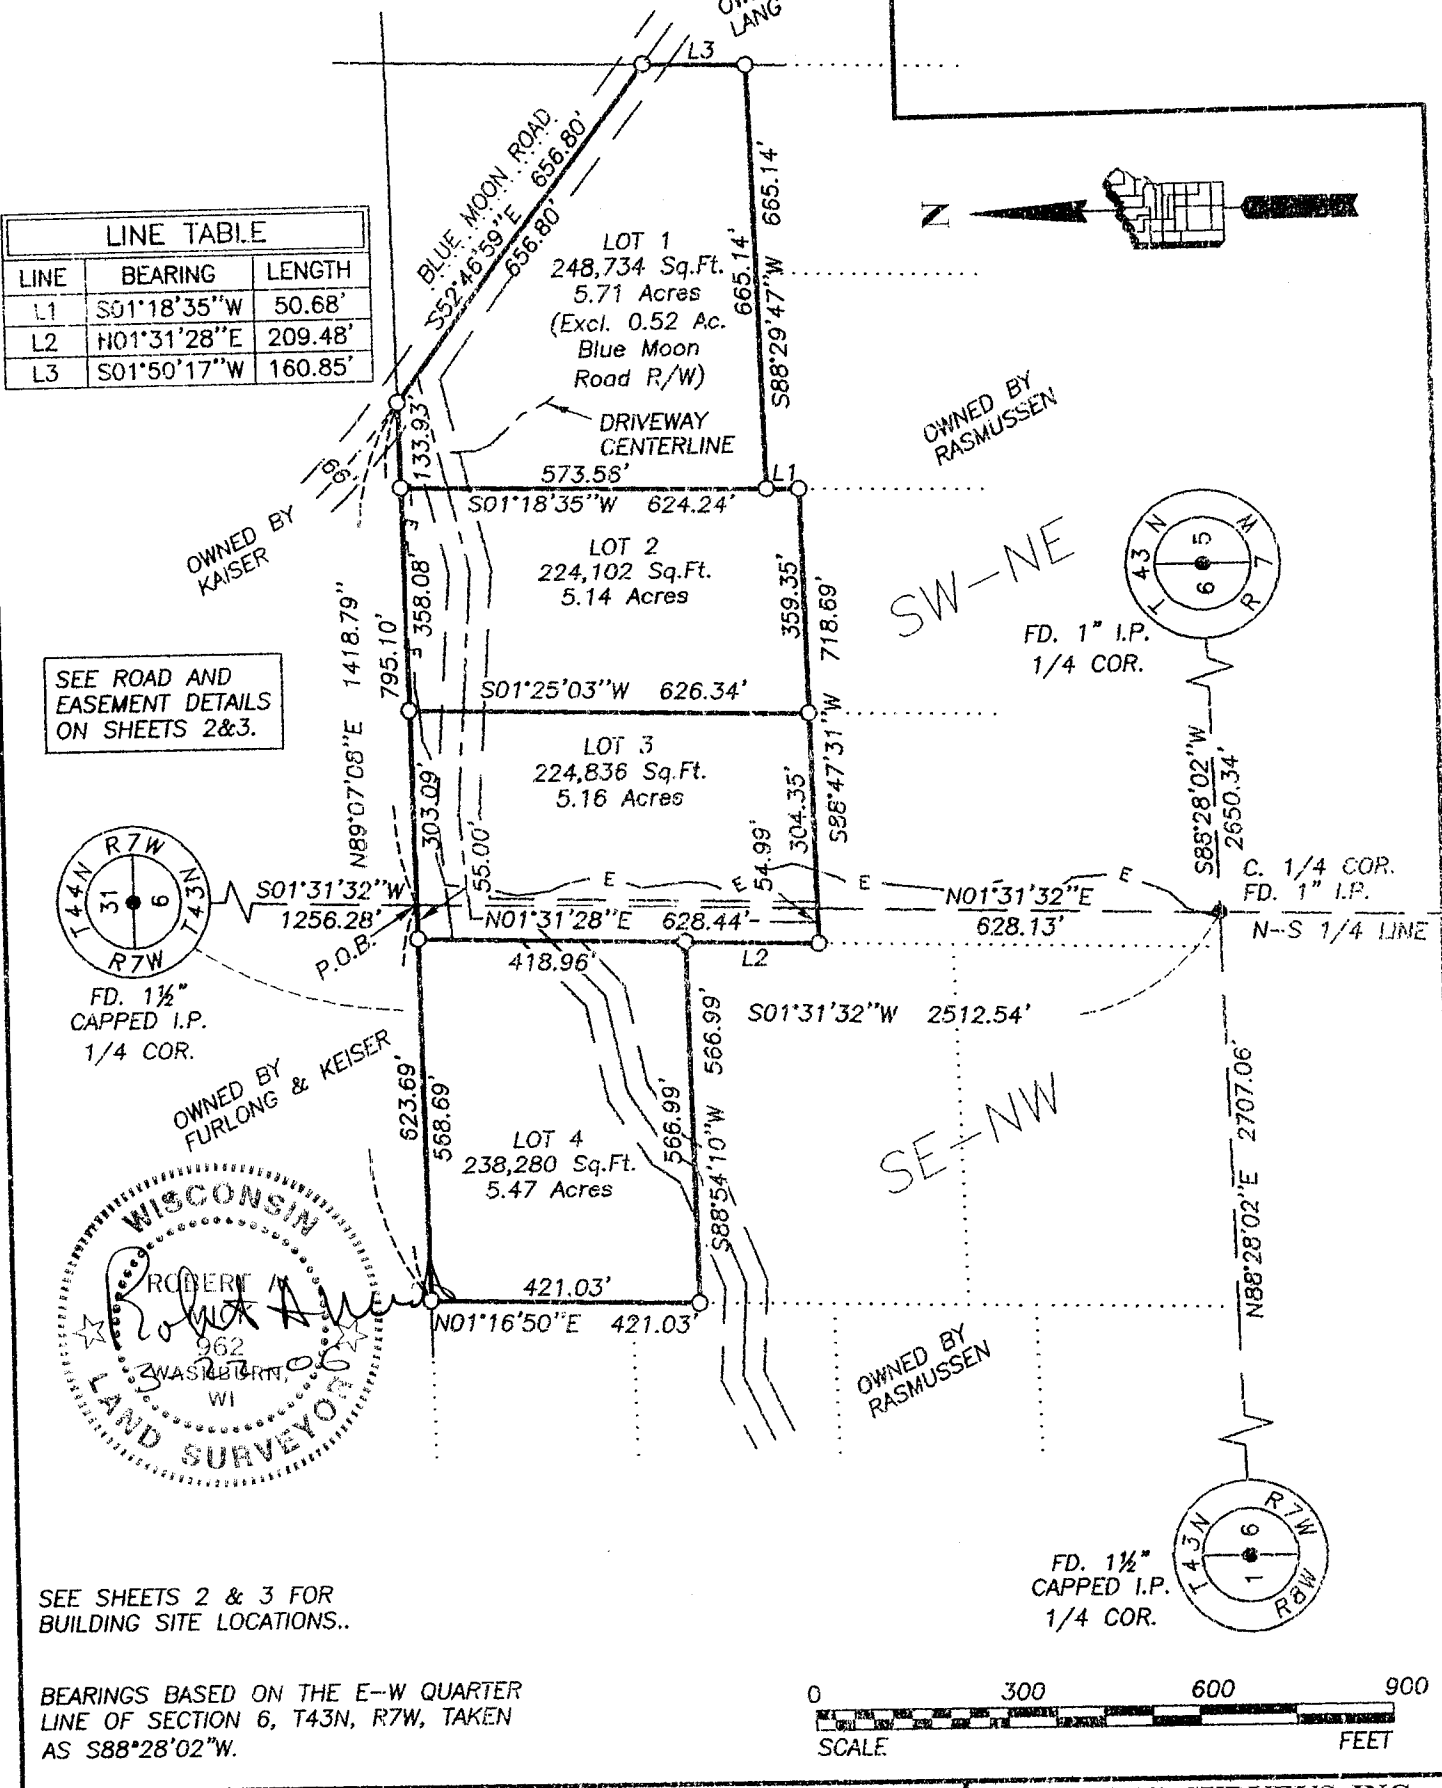 LANG
L3
BLUE MOON ROAD
S52°46'59"E 656.80'
656.80'
665.14'
S88°29'47"W 665.14'
N
LINE TABLE
LINE BEARING LENGTH
L1 S01°18'35"W 50.68'
L2 N01°31'28"E 209.48'
L3 S01°50'17"W 160.85'
LOT 1
248,734 Sq.Ft.
5.71 Acres
(Excl. 0.52 Ac.
Blue Moon
Road R/W)
DRIVEWAY
CENTERLINE
OWNED BY
RASMUSSEN
66'
133.93'
573.56'
L1
S01°18'35"W 624.24'
OWNED BY
KAISER
LOT 2
224,102 Sq.Ft.
5.14 Acres
358.08'
359.35'
718.69'
SW-NE
T 43 N
R 7 W
5
6
FD. 1" I.P.
1/4 COR.
SEE ROAD AND
EASEMENT DETAILS
ON SHEETS 2&3.
N89°07'08"E 1418.79"
795.10'
S01°25'03"W 626.34'
LOT 3
224,836 Sq.Ft.
5.16 Acres
303.09'
304.35'
S88°47'31"W
S88°28'02"W
2650.34'
T44N R7W
31
6
T43N
R7W
S01°31'32"W
1256.28'
55.00'
54.99'
E E E E
N01°31'32"E
628.13'
C. 1/4 COR.
FD. 1" I.P.
N-S 1/4 LINE
N01°31'28"E 628.44'
P.O.B.
418.96'
L2
FD. 1½"
CAPPED I.P.
1/4 COR.
S01°31'32"W 2512.54'
OWNED BY
FURLONG & KEISER
623.69'
568.69'
566.99'
S88°54'10"W 566.99'
LOT 4
238,280 Sq.Ft.
5.47 Acres
SE-NW
N88°28'02"E 2707.06'
WISCONSIN
ROBERT A.
962
WASHBURN,
WI
LAND SURVEYOR
421.03'
N01°16'50"E 421.03'
OWNED BY
RASMUSSEN
T43N R7W
1
6
R8W
FD. 1½"
CAPPED I.P.
1/4 COR.
SEE SHEETS 2 & 3 FOR
BUILDING SITE LOCATIONS..
BEARINGS BASED ON THE E-W QUARTER
LINE OF SECTION 6, T43N, R7W, TAKEN
AS S88°28'02"W.
0 300 600 900
SCALE FEET